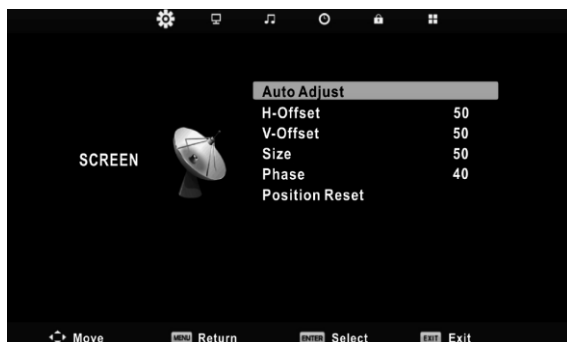 Auto Adjust
H-Offset 50
V-Offset 50
SCREEN
Size 50
Phase 40
Position Reset
Move MENU Return ENTER Select EXIT Exit